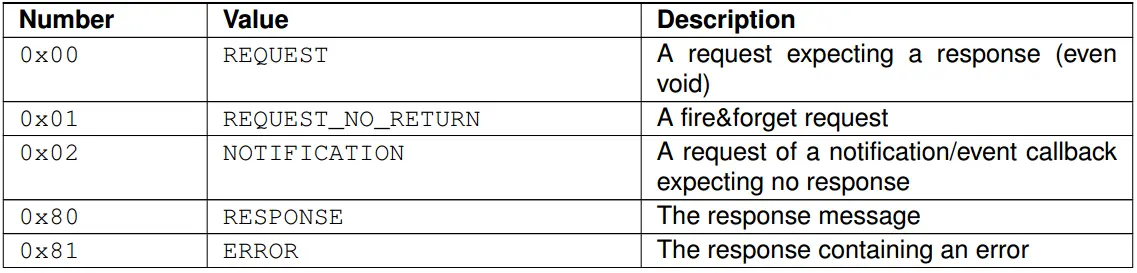 Number Value Description
0x00 REQUEST A request expecting a response (even
void)
0x01 REQUEST_NO_RETURN A fire&forget request
0x02 NOTIFICATION A request of a notification/event callback
expecting no response
0x80 RESPONSE The response message
0x81 ERROR The response containing an error